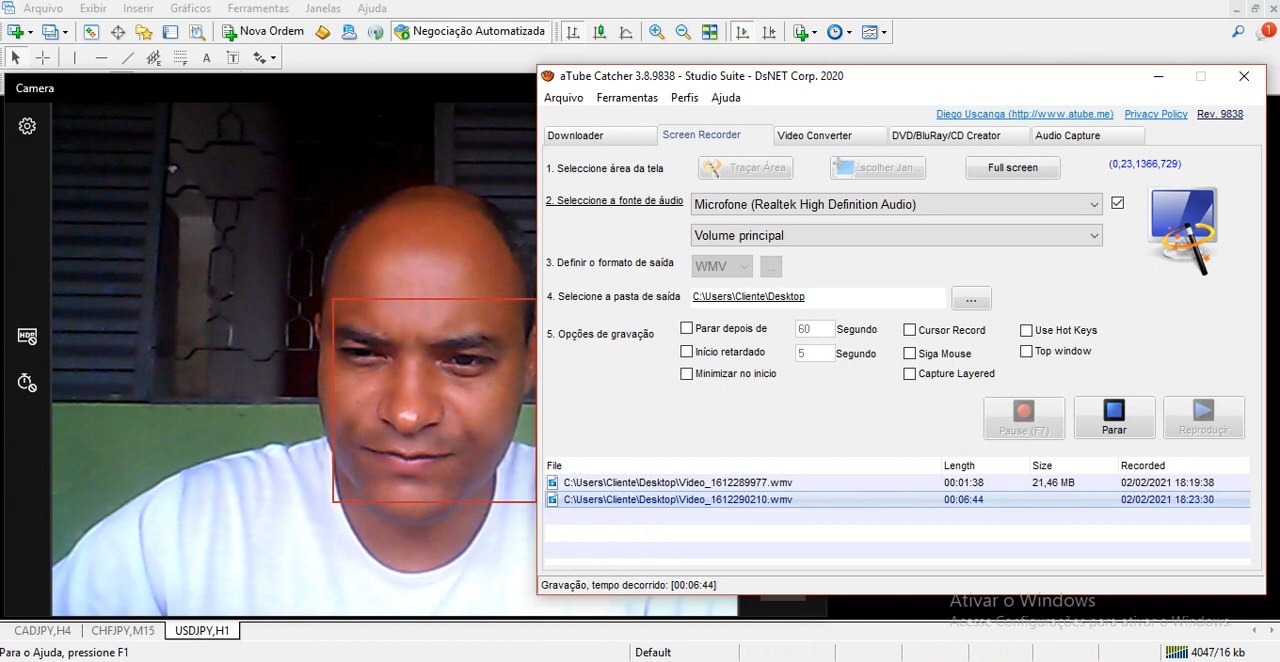 Arquivo Exibir Inserir Gráficos Ferramentas Janelas Ajuda
Nova Ordem Negociação Automatizada 1
A T
Camera
aTube Catcher 3.8.9838 - Studio Suite - DsNET Corp. 2020
Arquivo Ferramentas Perfis Ajuda
Diego Uscanga (http://www.atube.me) Privacy Policy Rev. 9838
Downloader Screen Recorder Video Converter DVD/BluRay/CD Creator Audio Capture
1. Seleccione área da tela Traçar Área Escolher Jan... Full screen (0,23,1366,729)
2. Seleccione a fonte de áudio Microfone (Realtek High Definition Audio)
Volume principal
3. Definir o formato de saída WMV ...
4. Selecione a pasta de saída C:\Users\Cliente\Desktop ...
5. Opções de gravação Parar depois de 60 Segundo Cursor Record Use Hot Keys
Início retardado 5 Segundo Siga Mouse Top window
Minimizar no inicio Capture Layered
Pause (F7) Parar Reproduçir
File Length Size Recorded
C:\Users\Cliente\Desktop\Video_1612289977.wmv 00:01:38 21,46 MB 02/02/2021 18:19:38
C:\Users\Cliente\Desktop\Video_1612290210.wmv 00:06:44 02/02/2021 18:23:30
Gravação, tempo decorrido: [00:06:44]
Ativar o Windows
Acesse Configurações para ativar o Windows.
CADJPY,H4 CHFJPY,M15 USDJPY,H1
Para o Ajuda, pressione F1 Default 4047/16 kb